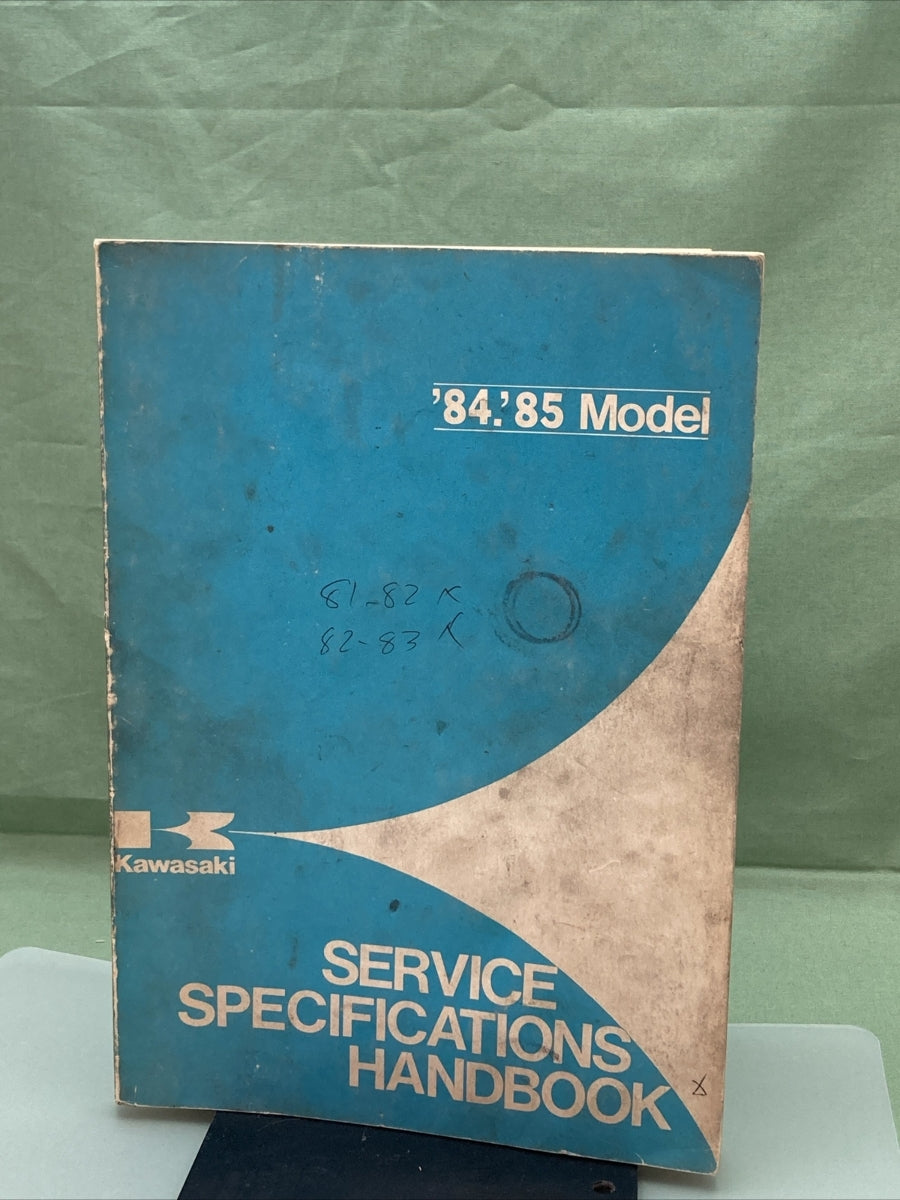 '84.'85 Model
81-82 K
82-83 K
Kawasaki
SERVICE
SPECIFICATIONS
HANDBOOK